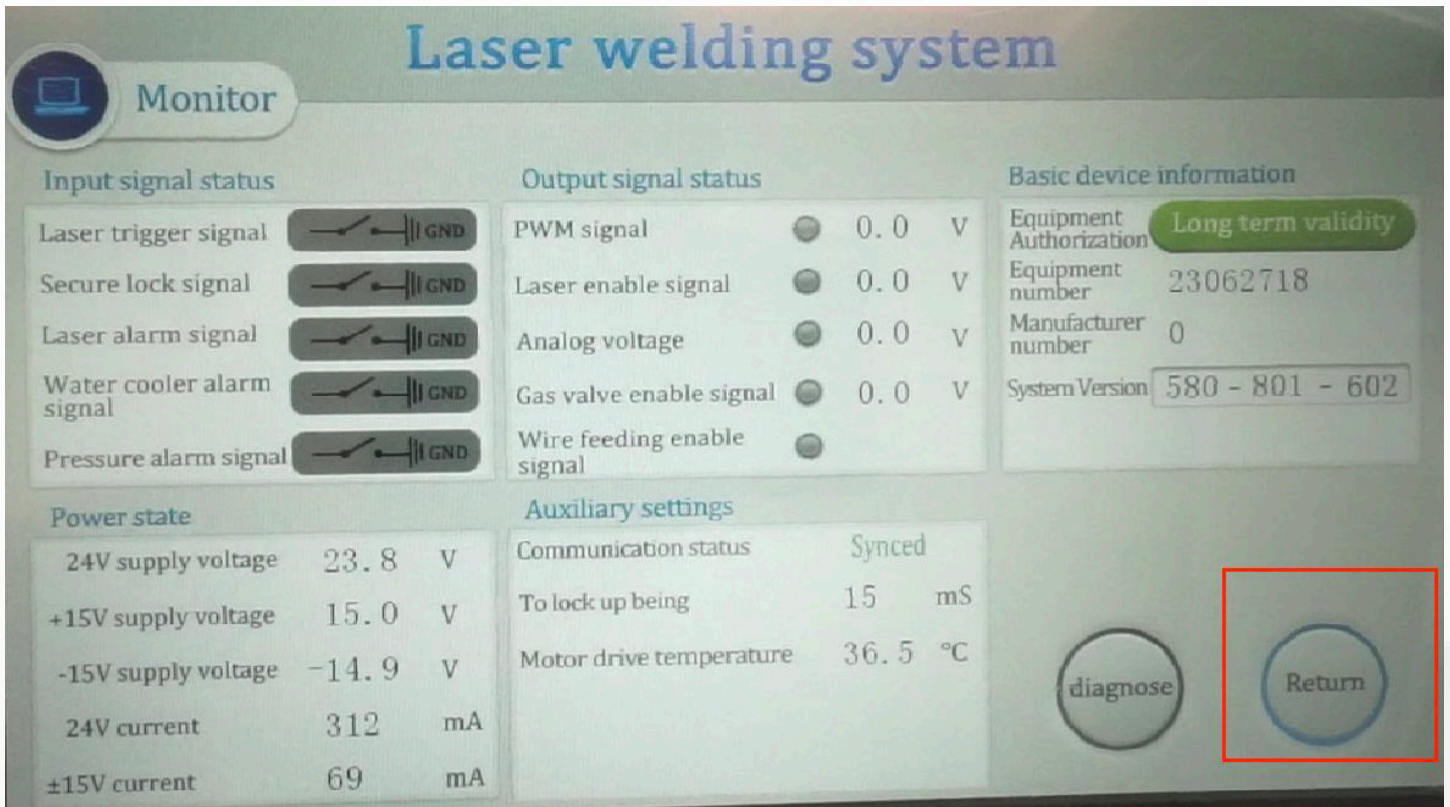 Laser welding system
Monitor
Input signal status
Laser trigger signal GND
Secure lock signal GND
Laser alarm signal GND
Water cooler alarm
signal GND
Pressure alarm signal GND
Output signal status
PWM signal 0.0 V
Laser enable signal 0.0 V
Analog voltage 0.0 V
Gas valve enable signal 0.0 V
Wire feeding enable
signal
Basic device information
Equipment
Authorization Long term validity
Equipment
number 23062718
Manufacturer
number 0
System Version 580 - 801 - 602
Power state
24V supply voltage 23.8 V
+15V supply voltage 15.0 V
-15V supply voltage -14.9 V
24V current 312 mA
±15V current 69 mA
Auxiliary settings
Communication status Synced
To lock up being 15 mS
Motor drive temperature 36.5 °C
diagnose
Return